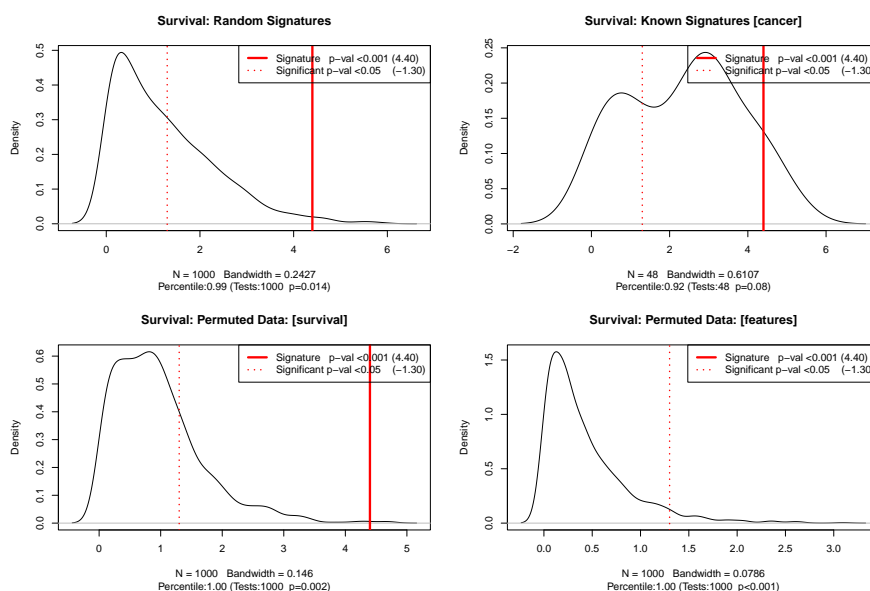 Survival: Random Signatures
Signature p−val <0.001 (4.40)
Significant p−val <0.05 (−1.30)
Density
0.0 0.1 0.2 0.3 0.4 0.5
0 2 4 6
N = 1000 Bandwidth = 0.2427
Percentile:0.99 (Tests:1000 p=0.014)
Survival: Known Signatures [cancer]
Signature p−val <0.001 (4.40)
Significant p−val <0.05 (−1.30)
Density
0.00 0.05 0.10 0.15 0.20 0.25
−2 0 2 4 6
N = 48 Bandwidth = 0.6107
Percentile:0.92 (Tests:48 p=0.08)
Survival: Permuted Data: [survival]
Signature p−val <0.001 (4.40)
Significant p−val <0.05 (−1.30)
Density
0.0 0.1 0.2 0.3 0.4 0.5 0.6
0 1 2 3 4 5
N = 1000 Bandwidth = 0.146
Percentile:1.00 (Tests:1000 p=0.002)
Survival: Permuted Data: [features]
Signature p−val <0.001 (4.40)
Significant p−val <0.05 (−1.30)
Density
0.0 0.5 1.0 1.5
0.0 0.5 1.0 1.5 2.0 2.5 3.0
N = 1000 Bandwidth = 0.0786
Percentile:1.00 (Tests:1000 p<0.001)